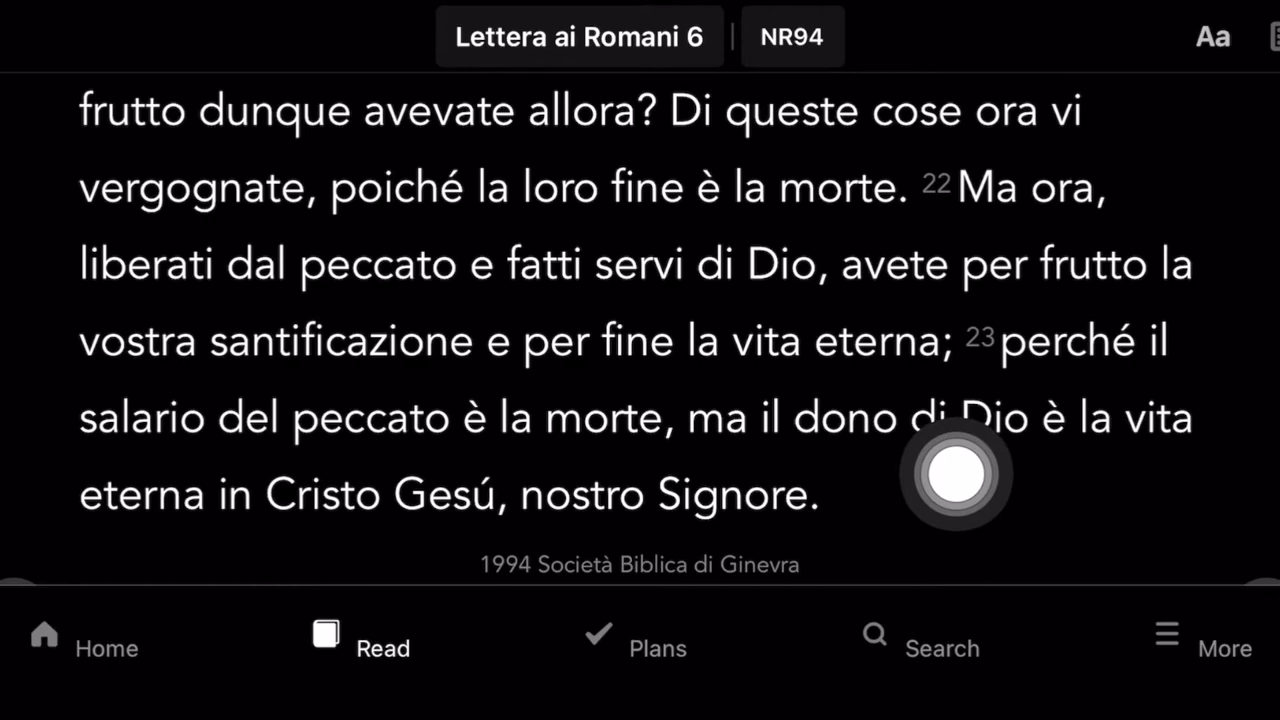 Lettera ai Romani 6 NR94 Aa
frutto dunque avevate allora? Di queste cose ora vi
vergognate, poiché la loro fine è la morte. 22 Ma ora,
liberati dal peccato e fatti servi di Dio, avete per frutto la
vostra santificazione e per fine la vita eterna; 23 perché il
salario del peccato è la morte, ma il dono di Dio è la vita
eterna in Cristo Gesú, nostro Signore.
1994 Società Biblica di Ginevra
Home Read Plans Search More